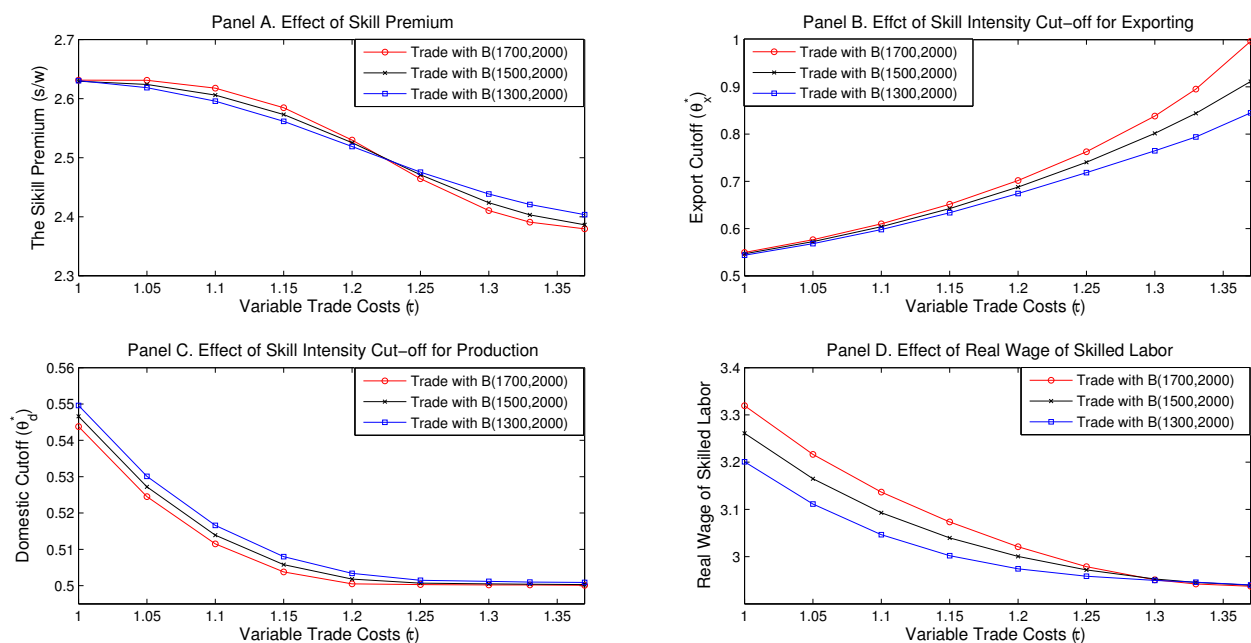 Panel A. Effect of Skill Premium
The Sikill Premium (s/w)
2.7
2.6
2.5
2.4
2.3
Trade with B(1700,2000)
Trade with B(1500,2000)
Trade with B(1300,2000)
1 1.05 1.1 1.15 1.2 1.25 1.3 1.35
Variable Trade Costs (τ)
Panel B. Effct of Skill Intensity Cut-off for Exporting
Export Cutoff (θ*x)
1
0.9
0.8
0.7
0.6
0.5
Trade with B(1700,2000)
Trade with B(1500,2000)
Trade with B(1300,2000)
1 1.05 1.1 1.15 1.2 1.25 1.3 1.35
Variable Trade Costs (τ)
Panel C. Effect of Skill Intensity Cut-off for Production
Domestic Cutoff (θ*d)
0.56
0.55
0.54
0.53
0.52
0.51
0.5
Trade with B(1700,2000)
Trade with B(1500,2000)
Trade with B(1300,2000)
1 1.05 1.1 1.15 1.2 1.25 1.3 1.35
Variable Trade Costs (τ)
Panel D. Effect of Real Wage of Skilled Labor
Real Wage of Skilled Labor
3.4
3.3
3.2
3.1
3
Trade with B(1700,2000)
Trade with B(1500,2000)
Trade with B(1300,2000)
1 1.05 1.1 1.15 1.2 1.25 1.3 1.35
Variable Trade Costs (τ)